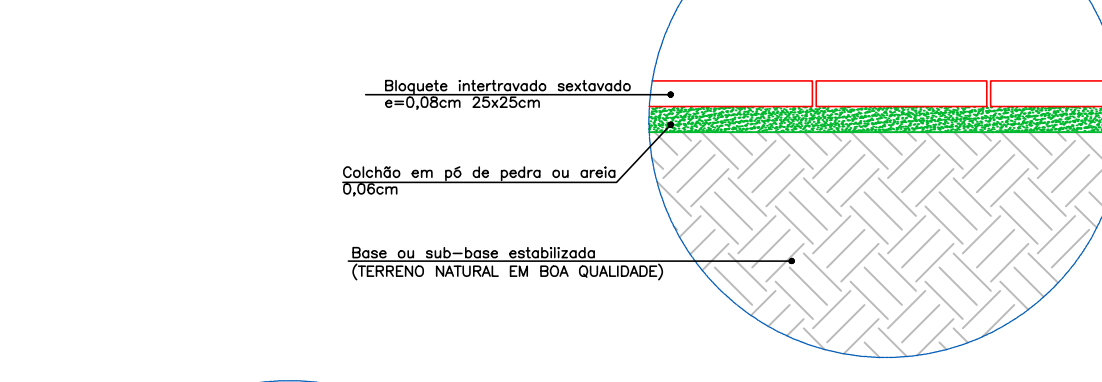 Bloquete intertravado sextavado
e=0,08cm 25x25cm
Colchão em pó de pedra ou areia
0,06cm
Base ou sub-base estabilizada
(TERRENO NATURAL EM BOA QUALIDADE)